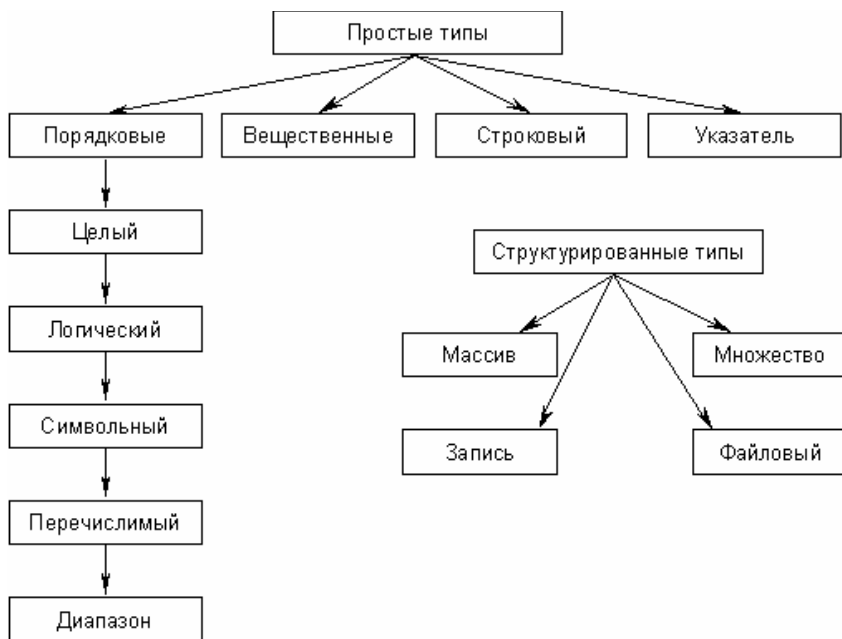 Простые типы
Порядковые
Вещественные
Строковый
Указатель
Целый
Структурированные типы
Логический
Массив
Множество
Символьный
Запись
Файловый
Перечислимый
Диапазон